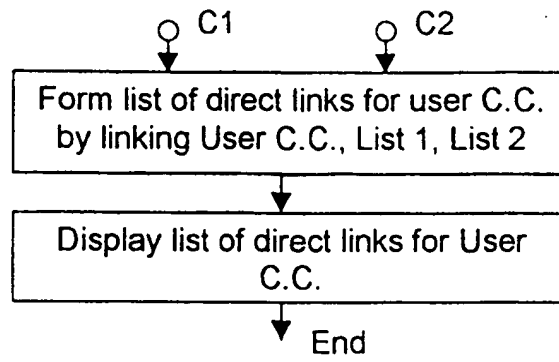 C1
C2
Form list of direct links for user C.C.
by linking User C.C., List 1, List 2
Display list of direct links for User
C.C.
End